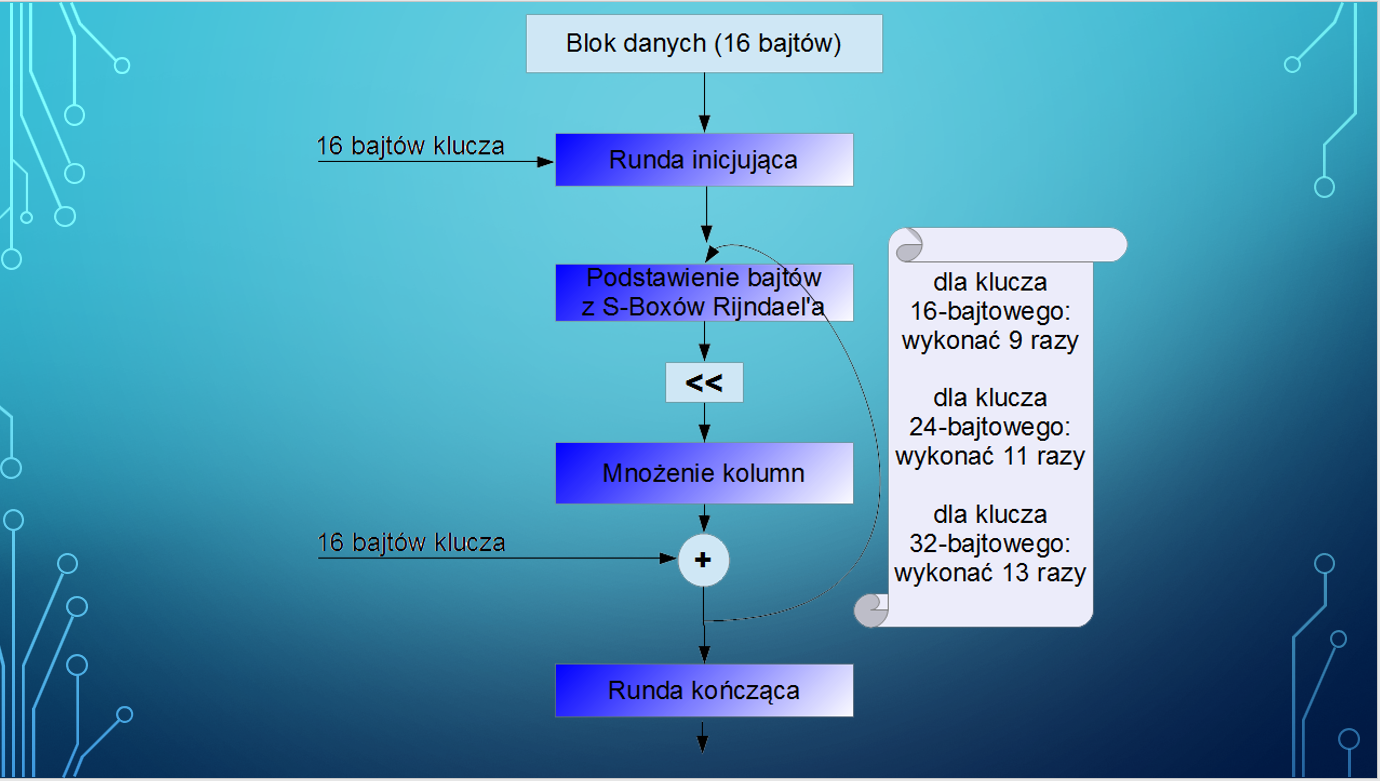 Blok danych (16 bajtów)
16 bajtów klucza
Runda inicjująca
Podstawienie bajtów
z S-Boxów Rijndael'a
<<
Mnożenie kolumn
16 bajtów klucza
+
Runda kończąca
dla klucza
16-bajtowego:
wykonać 9 razy
dla klucza
24-bajtowego:
wykonać 11 razy
dla klucza
32-bajtowego:
wykonać 13 razy